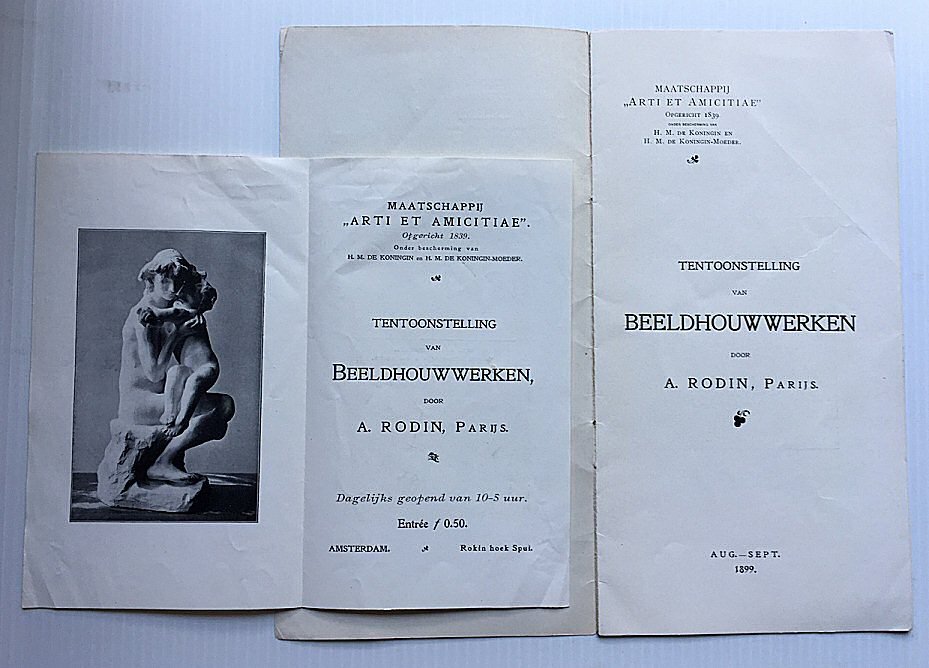 MAATSCHAPPIJ
„ARTI ET AMICITIAE”.
Opgericht 1839.
Onder bescherming van
H. M. DE KONINGIN en H. M. DE KONINGIN-MOEDER.
TENTOONSTELLING
VAN
BEELDHOUWWERKEN,
DOOR
A. RODIN, PARIJS.
Dagelijks geopend van 10-5 uur.
Entrée ƒ 0.50.
AMSTERDAM. Rokin hoek Spui.
MAATSCHAPPIJ
„ARTI ET AMICITIAE”
OPGERICHT 1839.
ONDER BESCHERMING VAN
H. M. DE KONINGIN EN
H. M. DE KONINGIN-MOEDER.
TENTOONSTELLING
VAN
BEELDHOUWWERKEN
DOOR
A. RODIN, PARIJS.
AUG.—SEPT.
1899.